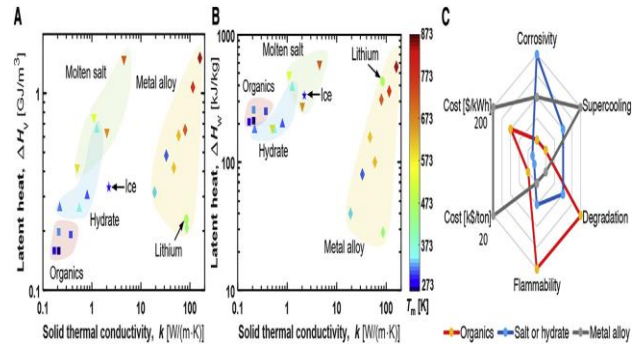 A
Latent heat, ΔHv [GJ/m³]
1
0.1
Molten salt
Metal alloy
Ice
Hydrate
Lithium
Organics
0.1
1
10
100
Solid thermal conductivity, k [W/(m·K)]
B
Latent heat, ΔHw [kJ/kg]
1000
100
10
Lithium
Molten salt
Organics
Ice
Hydrate
Metal alloy
0.1
1
10
100
Solid thermal conductivity, k [W/(m·K)]
873
773
673
573
473
373
273
Tm [K]
C
Corrosivity
Cost [$/kWh]
200
Supercooling
Cost [k$/ton]
20
Degradation
Flammability
Organics
Salt or hydrate
Metal alloy